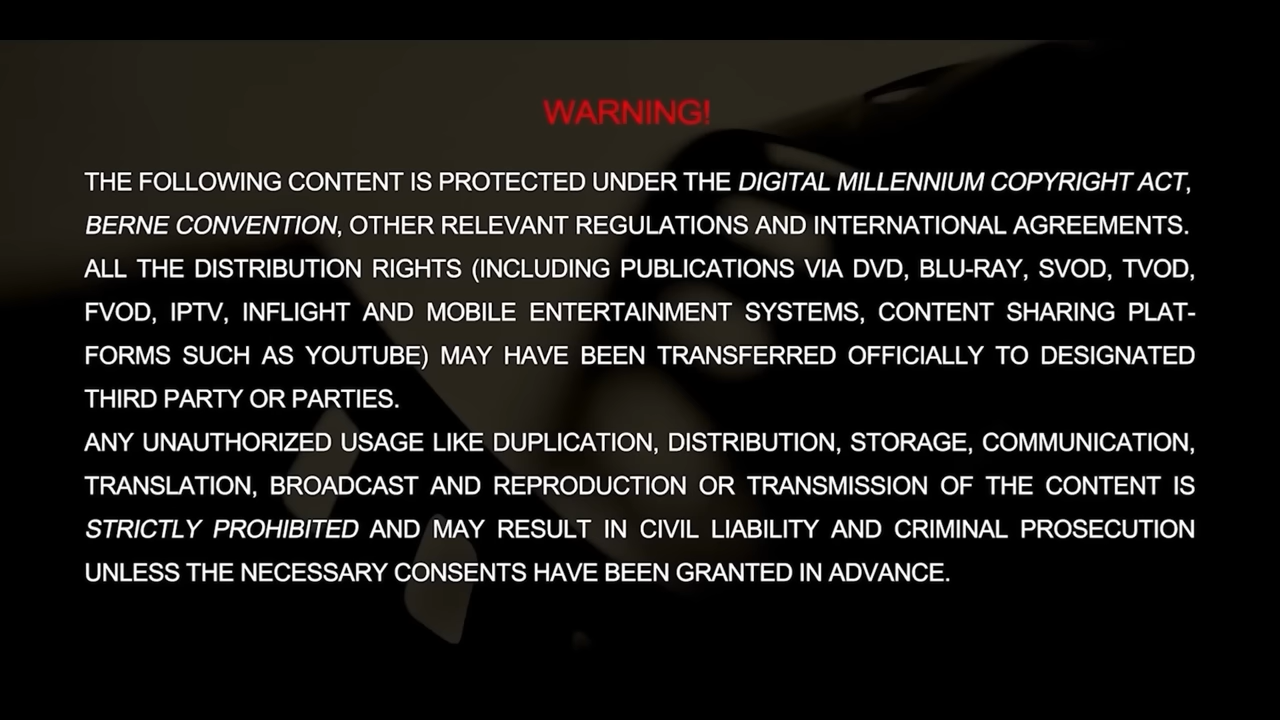 WARNING!
THE FOLLOWING CONTENT IS PROTECTED UNDER THE DIGITAL MILLENNIUM COPYRIGHT ACT,
BERNE CONVENTION, OTHER RELEVANT REGULATIONS AND INTERNATIONAL AGREEMENTS.
ALL THE DISTRIBUTION RIGHTS (INCLUDING PUBLICATIONS VIA DVD, BLU-RAY, SVOD, TVOD,
FVOD, IPTV, INFLIGHT AND MOBILE ENTERTAINMENT SYSTEMS, CONTENT SHARING PLAT-
FORMS SUCH AS YOUTUBE) MAY HAVE BEEN TRANSFERRED OFFICIALLY TO DESIGNATED
THIRD PARTY OR PARTIES.
ANY UNAUTHORIZED USAGE LIKE DUPLICATION, DISTRIBUTION, STORAGE, COMMUNICATION,
TRANSLATION, BROADCAST AND REPRODUCTION OR TRANSMISSION OF THE CONTENT IS
STRICTLY PROHIBITED AND MAY RESULT IN CIVIL LIABILITY AND CRIMINAL PROSECUTION
UNLESS THE NECESSARY CONSENTS HAVE BEEN GRANTED IN ADVANCE.